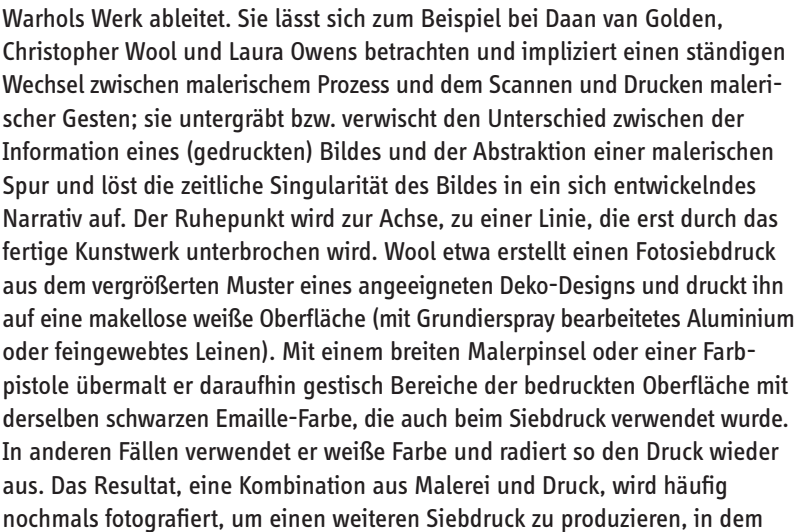 Warhols Werk ableitet. Sie lässt sich zum Beispiel bei Daan van Golden,
Christopher Wool und Laura Owens betrachten und impliziert einen ständigen
Wechsel zwischen malerischem Prozess und dem Scannen und Drucken maleri-
scher Gesten; sie untergräbt bzw. verwischt den Unterschied zwischen der
Information eines (gedruckten) Bildes und der Abstraktion einer malerischen
Spur und löst die zeitliche Singularität des Bildes in ein sich entwickelndes
Narrativ auf. Der Ruhepunkt wird zur Achse, zu einer Linie, die erst durch das
fertige Kunstwerk unterbrochen wird. Wool etwa erstellt einen Fotosiebdruck
aus dem vergrößerten Muster eines angeeigneten Deko-Designs und druckt ihn
auf eine makellose weiße Oberfläche (mit Grundierspray bearbeitetes Aluminium
oder feingewebtes Leinen). Mit einem breiten Malerpinsel oder einer Farb-
pistole übermalt er daraufhin gestisch Bereiche der bedruckten Oberfläche mit
derselben schwarzen Emaille-Farbe, die auch beim Siebdruck verwendet wurde.
In anderen Fällen verwendet er weiße Farbe und radiert so den Druck wieder
aus. Das Resultat, eine Kombination aus Malerei und Druck, wird häufig
nochmals fotografiert, um einen weiteren Siebdruck zu produzieren, in dem